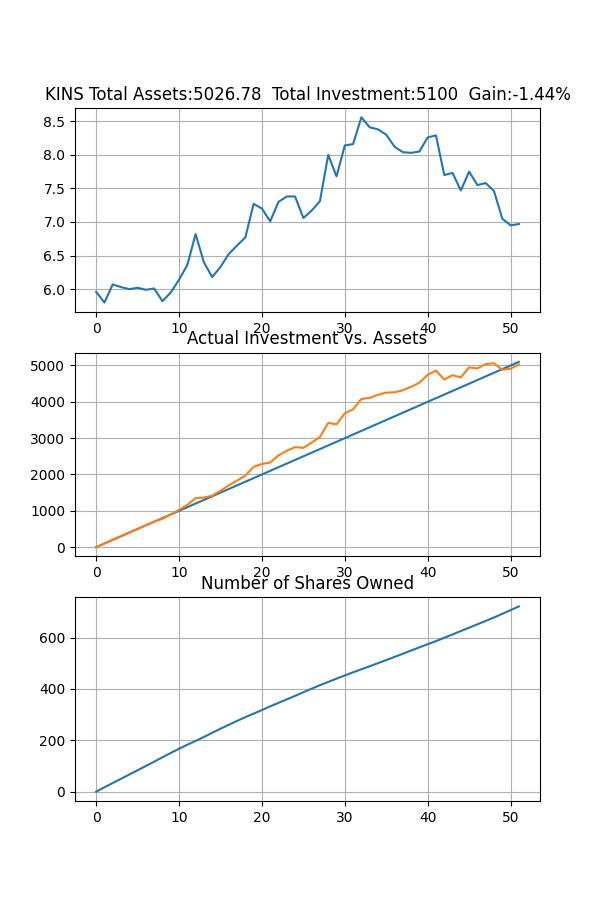 KINS Total Assets:5026.78  Total Investment:5100  Gain:-1.44%
8.5
8.0
7.5
7.0
6.5
6.0
0 10 20 30 40 50
Actual Investment vs. Assets
5000
4000
3000
2000
1000
0
0 10 20 30 40 50
Number of Shares Owned
600
400
200
0
0 10 20 30 40 50